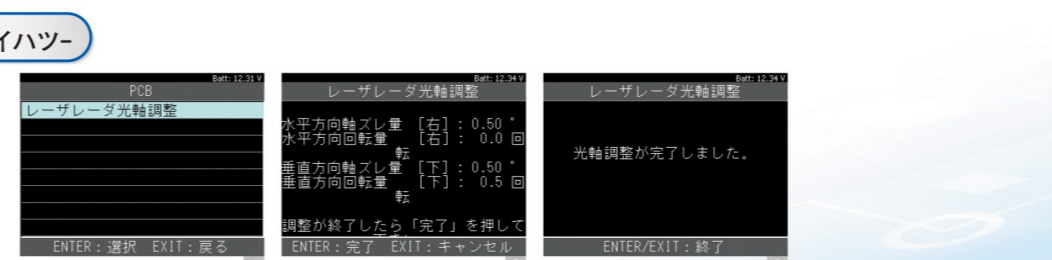 イハツ-
Batt: 12.31 V
PCB
レーザレーダ光軸調整
ENTER：選択 EXIT：戻る
Batt: 12.34 V
レーザレーダ光軸調整
水平方向軸ズレ量 [右]： 0.50 °
水平方向回転量 [右]： 0.0 回
転
垂直方向軸ズレ量 [下]： 0.50 °
垂直方向回転量 [下]： 0.5 回
転
調整が終了したら「完了」を押して
ENTER：完了 EXIT：キャンセル
Batt: 12.34 V
レーザレーダ光軸調整
光軸調整が完了しました。
ENTER/EXIT：終了